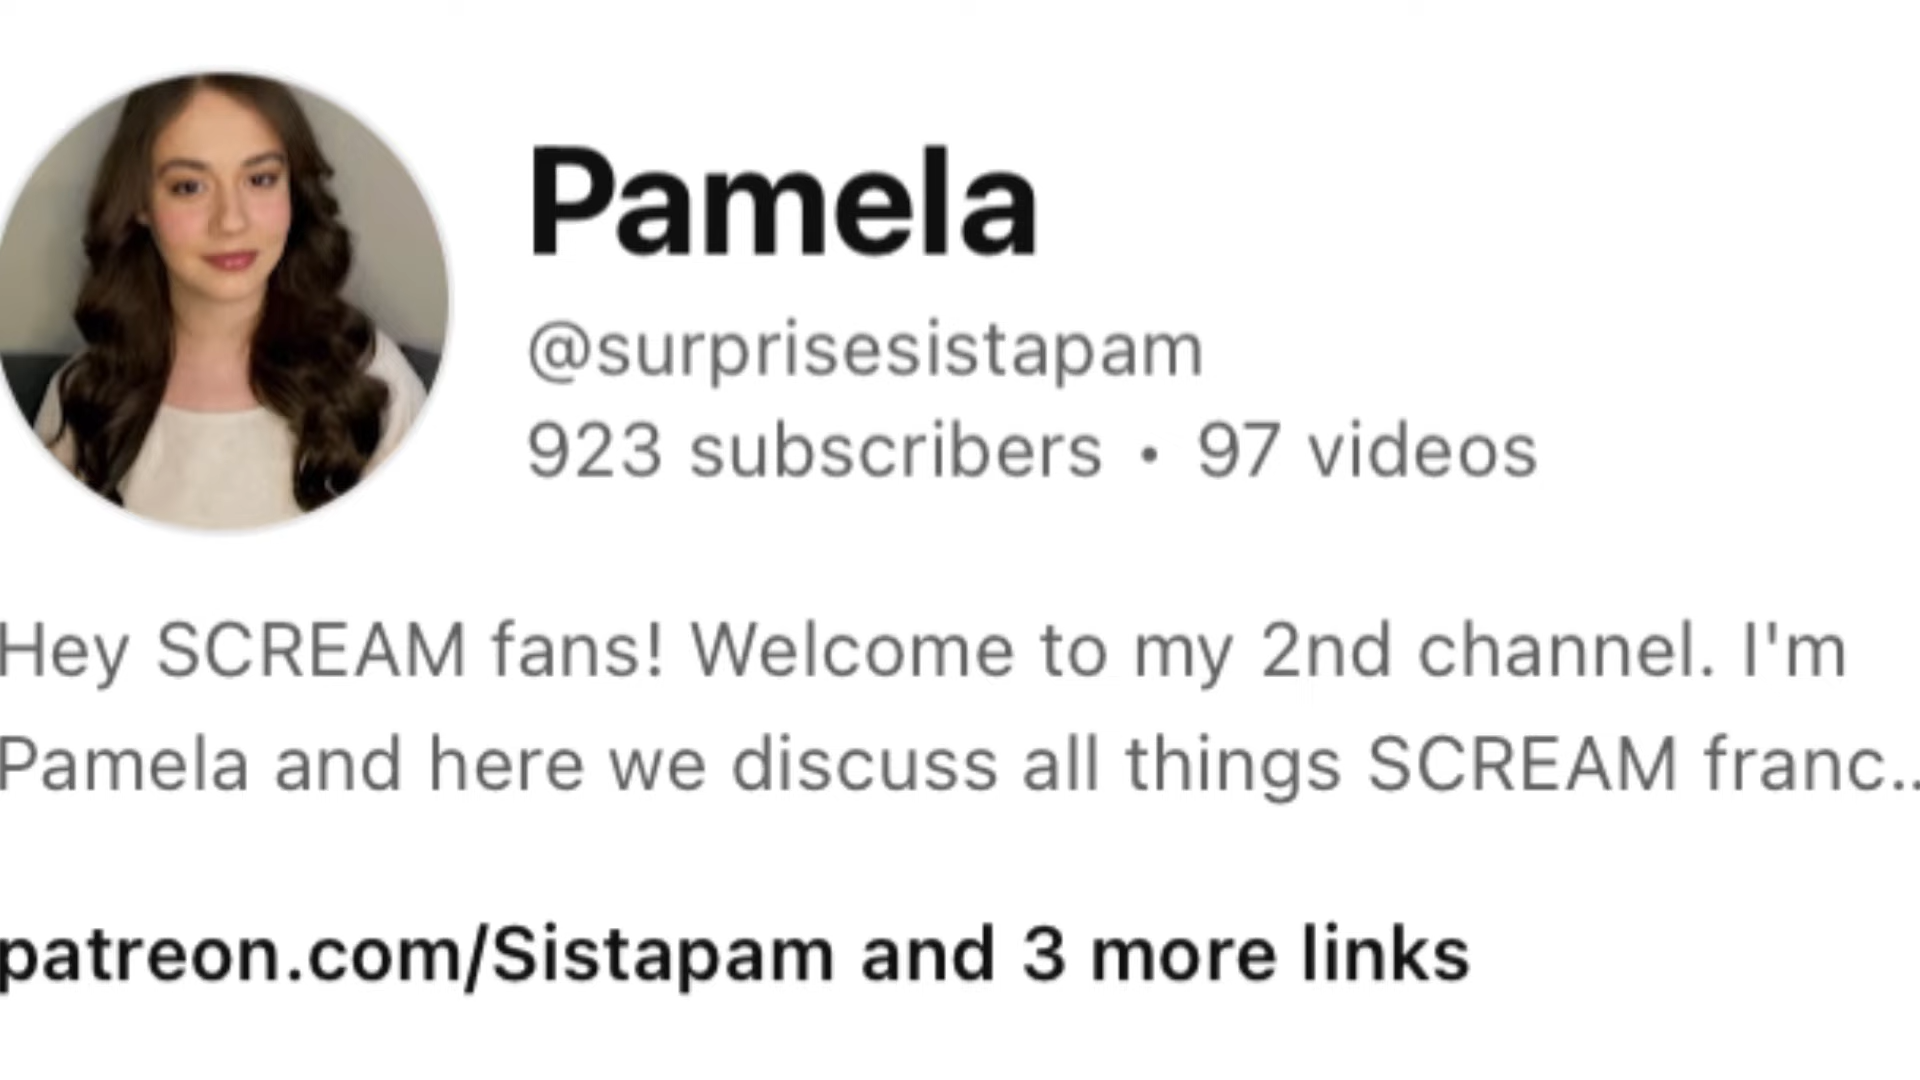 Pamela
@surprisesistapam
923 subscribers • 97 videos
Hey SCREAM fans! Welcome to my 2nd channel. I'm
Pamela and here we discuss all things SCREAM franc...
patreon.com/Sistapam and 3 more links